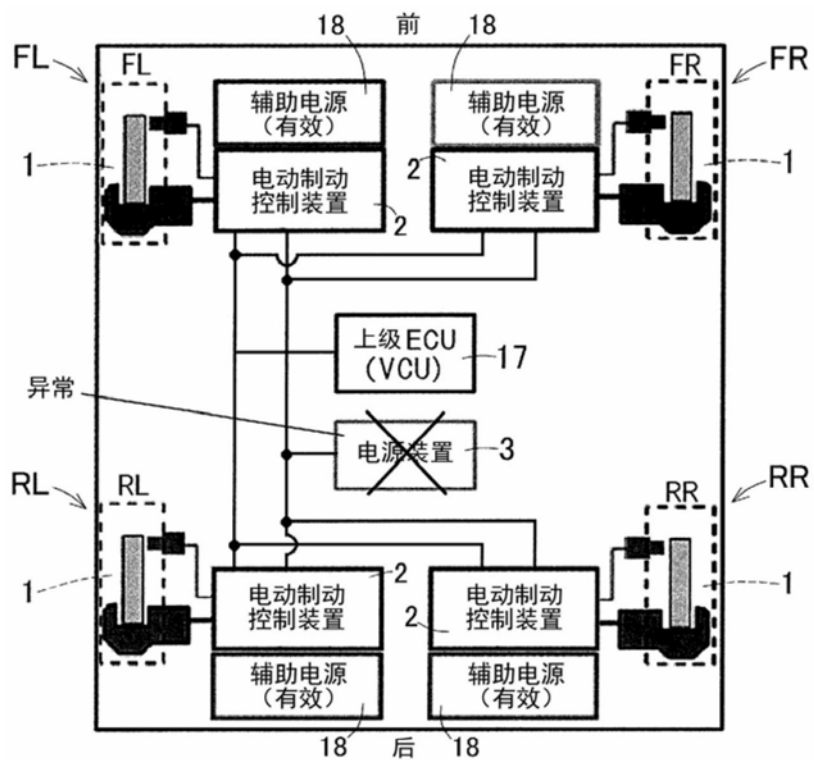 前
18
18
FL
FR
FL
FR
辅助电源
(有效)
辅助电源
(有效)
1
1
2
电动制动
控制装置
2
电动制动
控制装置
上级ECU
(VCU)
17
异常
电源装置
3
RL
RR
RL
RR
1
1
电动制动
控制装置
2
2
电动制动
控制装置
辅助电源
(有效)
辅助电源
(有效)
18
后
18